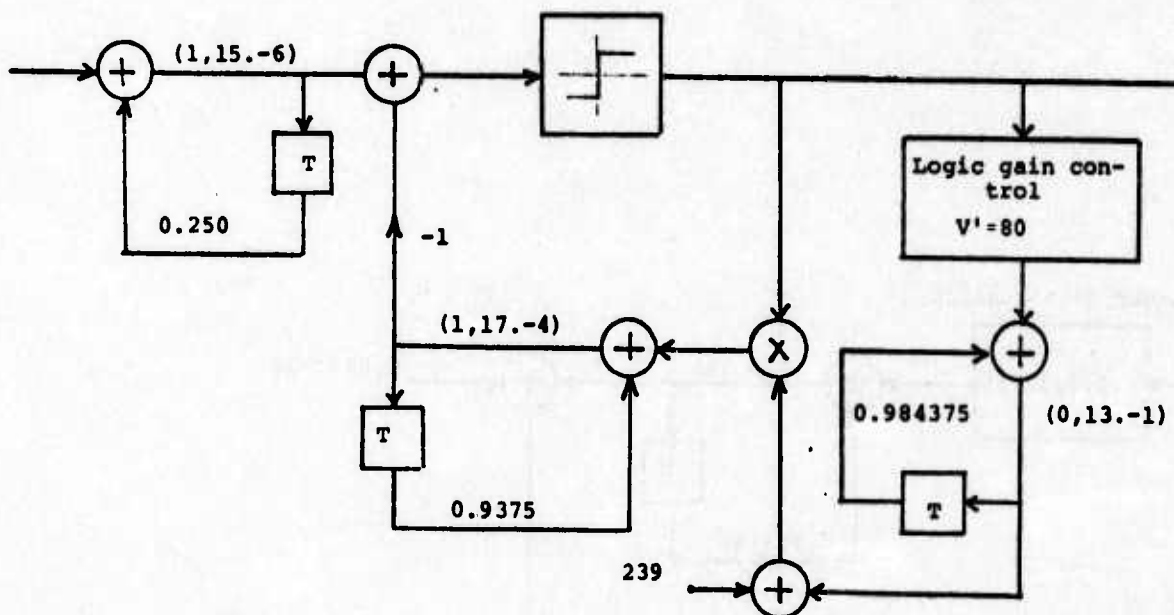 (1,15.-6)
T
0.250
-1
Logic gain con-
trol
V'=80
(1,17.-4)
X
T
0.9375
0.984375
(0,13.-1)
T
239